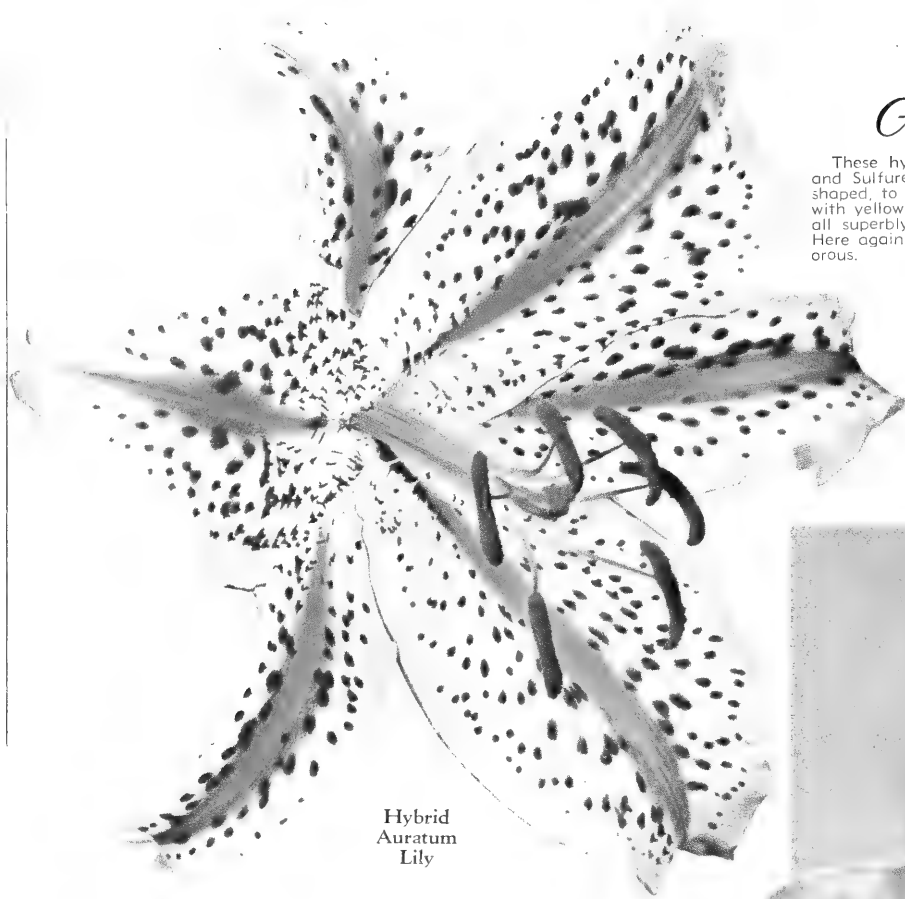 These hy
and Sulfure
shaped, to
with yellow
all superbly
Here again
orous.
Hybrid
Auratum
Lily